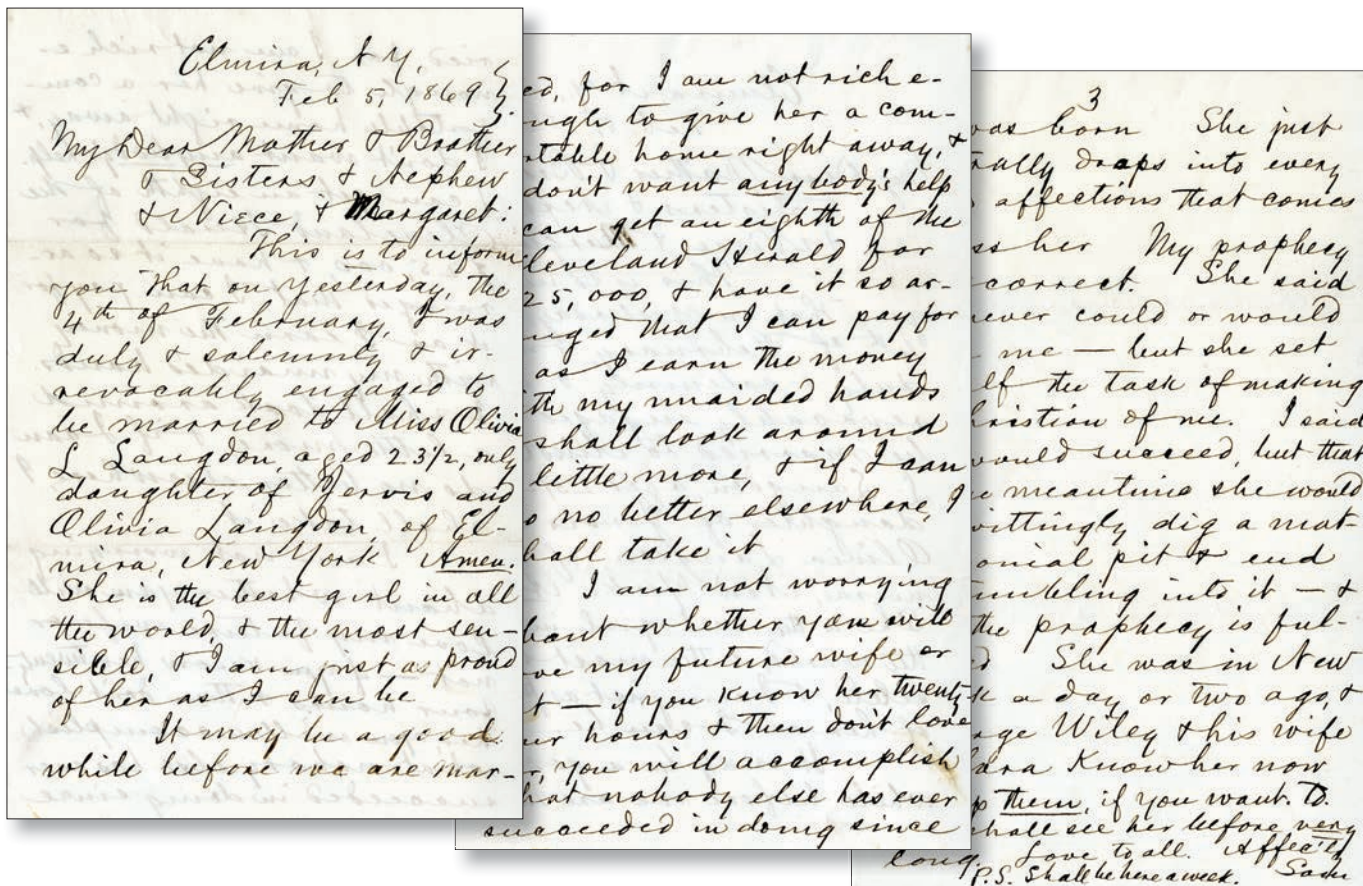 Elmira, N Y,
Feb 5, 1869
My Dear Mother & Brother
& Sisters & Nephew
& Niece, & Margaret:
This is to inform
you that on yesterday, the
4th of February, I was
duly & solemnly & ir-
revocably engaged to
be married to Miss Olivia
L Langdon, aged 23 1/2, only
daughter of Jervis and
Olivia Langdon, of El-
mira, New York Amen.
She is the best girl in all
the world, & the most sen-
sible, & I am just as proud
of her as I can be
It may be a good
while before we are mar-
ed, for I am not rich e-
ugh to give her a com-
rtable home right away, &
don't want anybody's help
can get an eighth of the
leveland Herald for
25,000, & have it so ar-
nged that I can pay for
as I earn the money
ith my unaided hands
shall look around
little more, & if I can
o no better elsewhere, I
hall take it
I am not worrying
bout whether you will
ve my future wife or
t — if you know her twenty-
ur hours & then don't love
r, you will accomplish
hat nobody else has ever
succeeded in doing since
3
was born She just
rally drops into every
affections that comes
ss her My prophecy
correct. She said
never could or would
me — but she set
lf the task of making
hristian of me. I said
would succeed, but that
e meantime she would
wittingly dig a mat-
onial pit & end
umbling into it — &
the prophecy is ful-
d She was in New
k a day or two ago, &
rge Wiley & his wife
lara know her now
p them, if you want to.
shall see her before very
long. Love to all. Affec'ly
Sam
P.S. Shall be here a week.